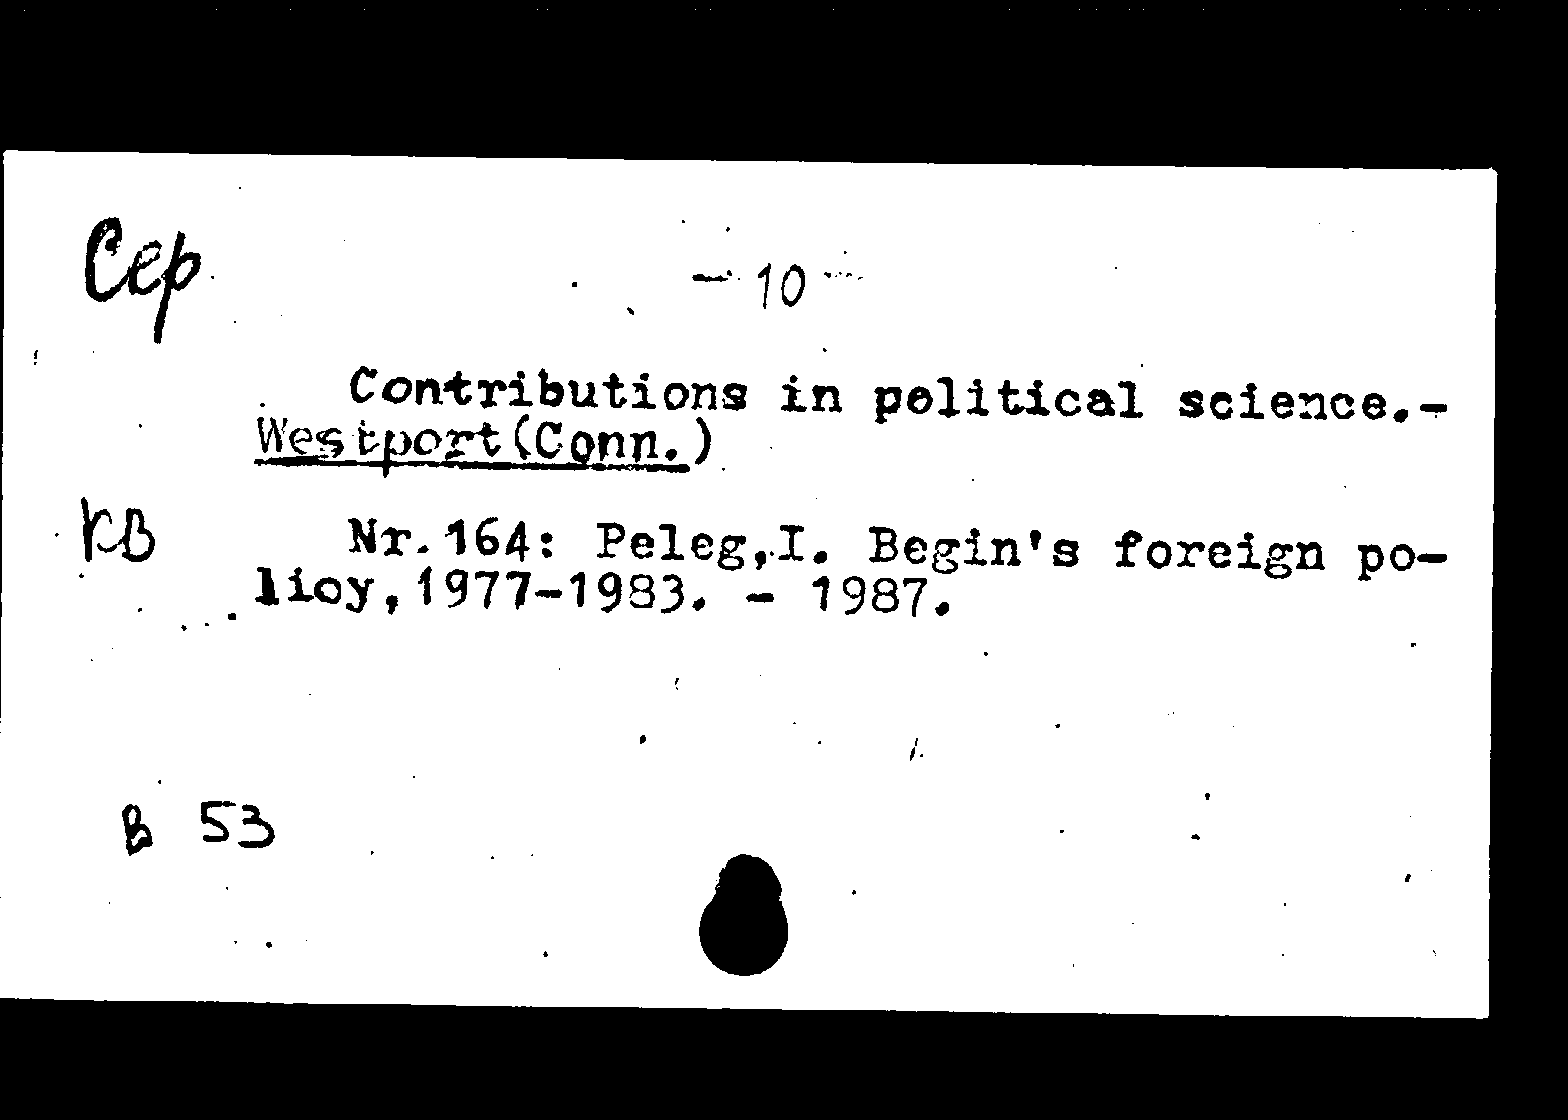 Сер
- 10 -
Contributions in political science.-
Westport(Conn.)
КВ
Nr.164: Peleg,I. Begin's foreign po-
licy,1977-1983. - 1987.
В 53